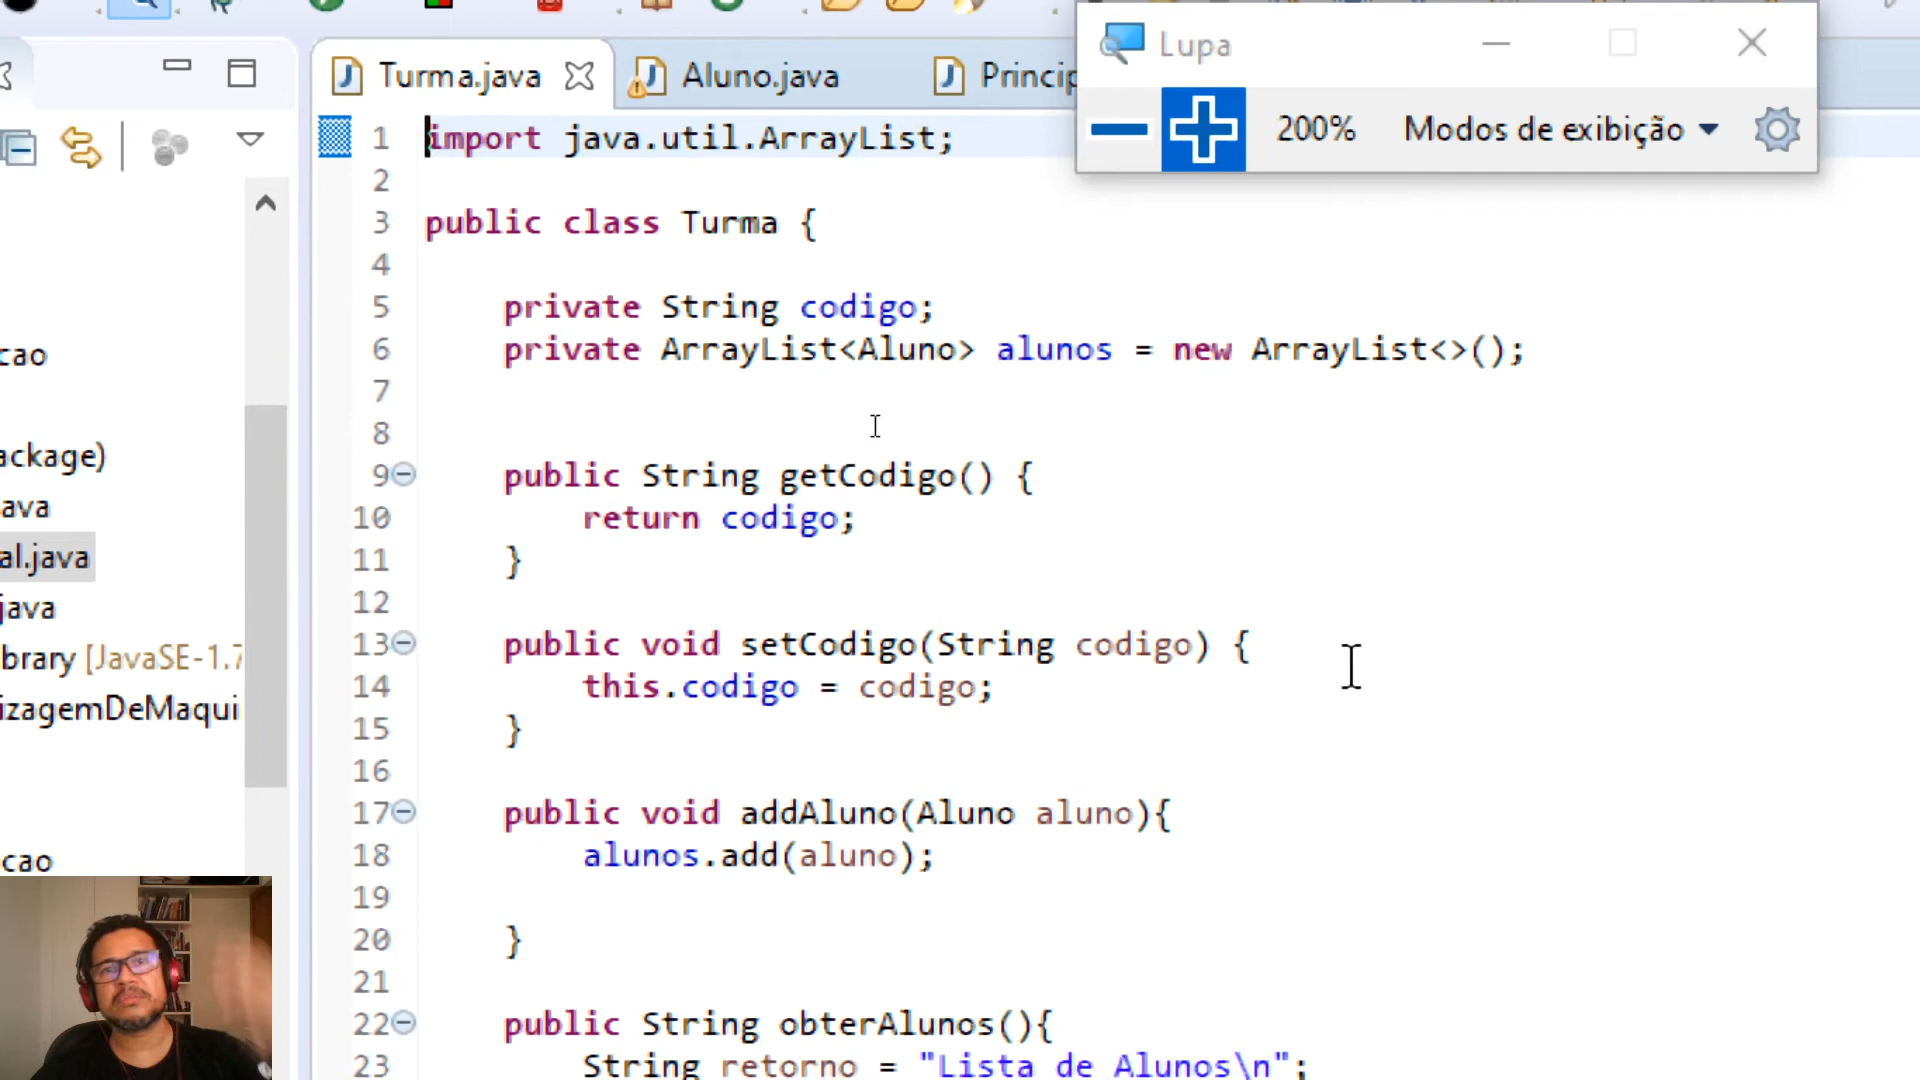 Lupa
Turma.java
Aluno.java
Princip
200%
Modos de exibição
1 import java.util.ArrayList;
2
3 public class Turma {
4
5 private String codigo;
6 private ArrayList<Aluno> alunos = new ArrayList<>();
7
8
9 public String getCodigo() {
10 return codigo;
11 }
12
13 public void setCodigo(String codigo) {
14 this.codigo = codigo;
15 }
16
17 public void addAluno(Aluno aluno){
18 alunos.add(aluno);
19
20 }
21
22 public String obterAlunos(){
23 String retorno = "Lista de Alunos\n";
cao
ackage)
ava
al.java
java
brary [JavaSE-1.7
izagemDeMaqui
cao